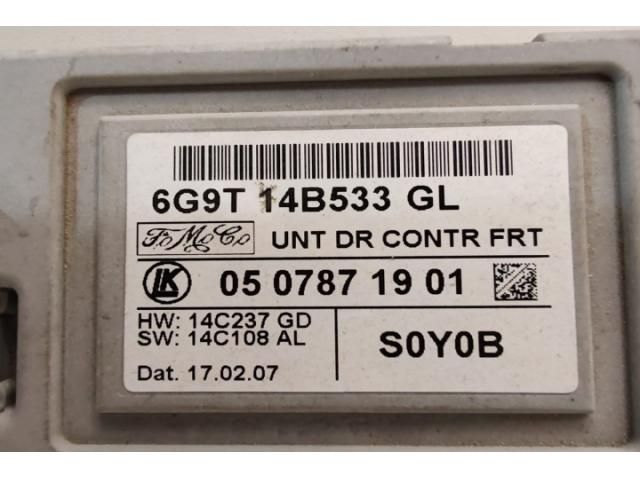 6G9T 14B533 GL
FoMoCo UNT DR CONTR FRT
LK 05 0787 19 01
HW: 14C237 GD
SW: 14C108 AL
S0Y0B
Dat. 17.02.07